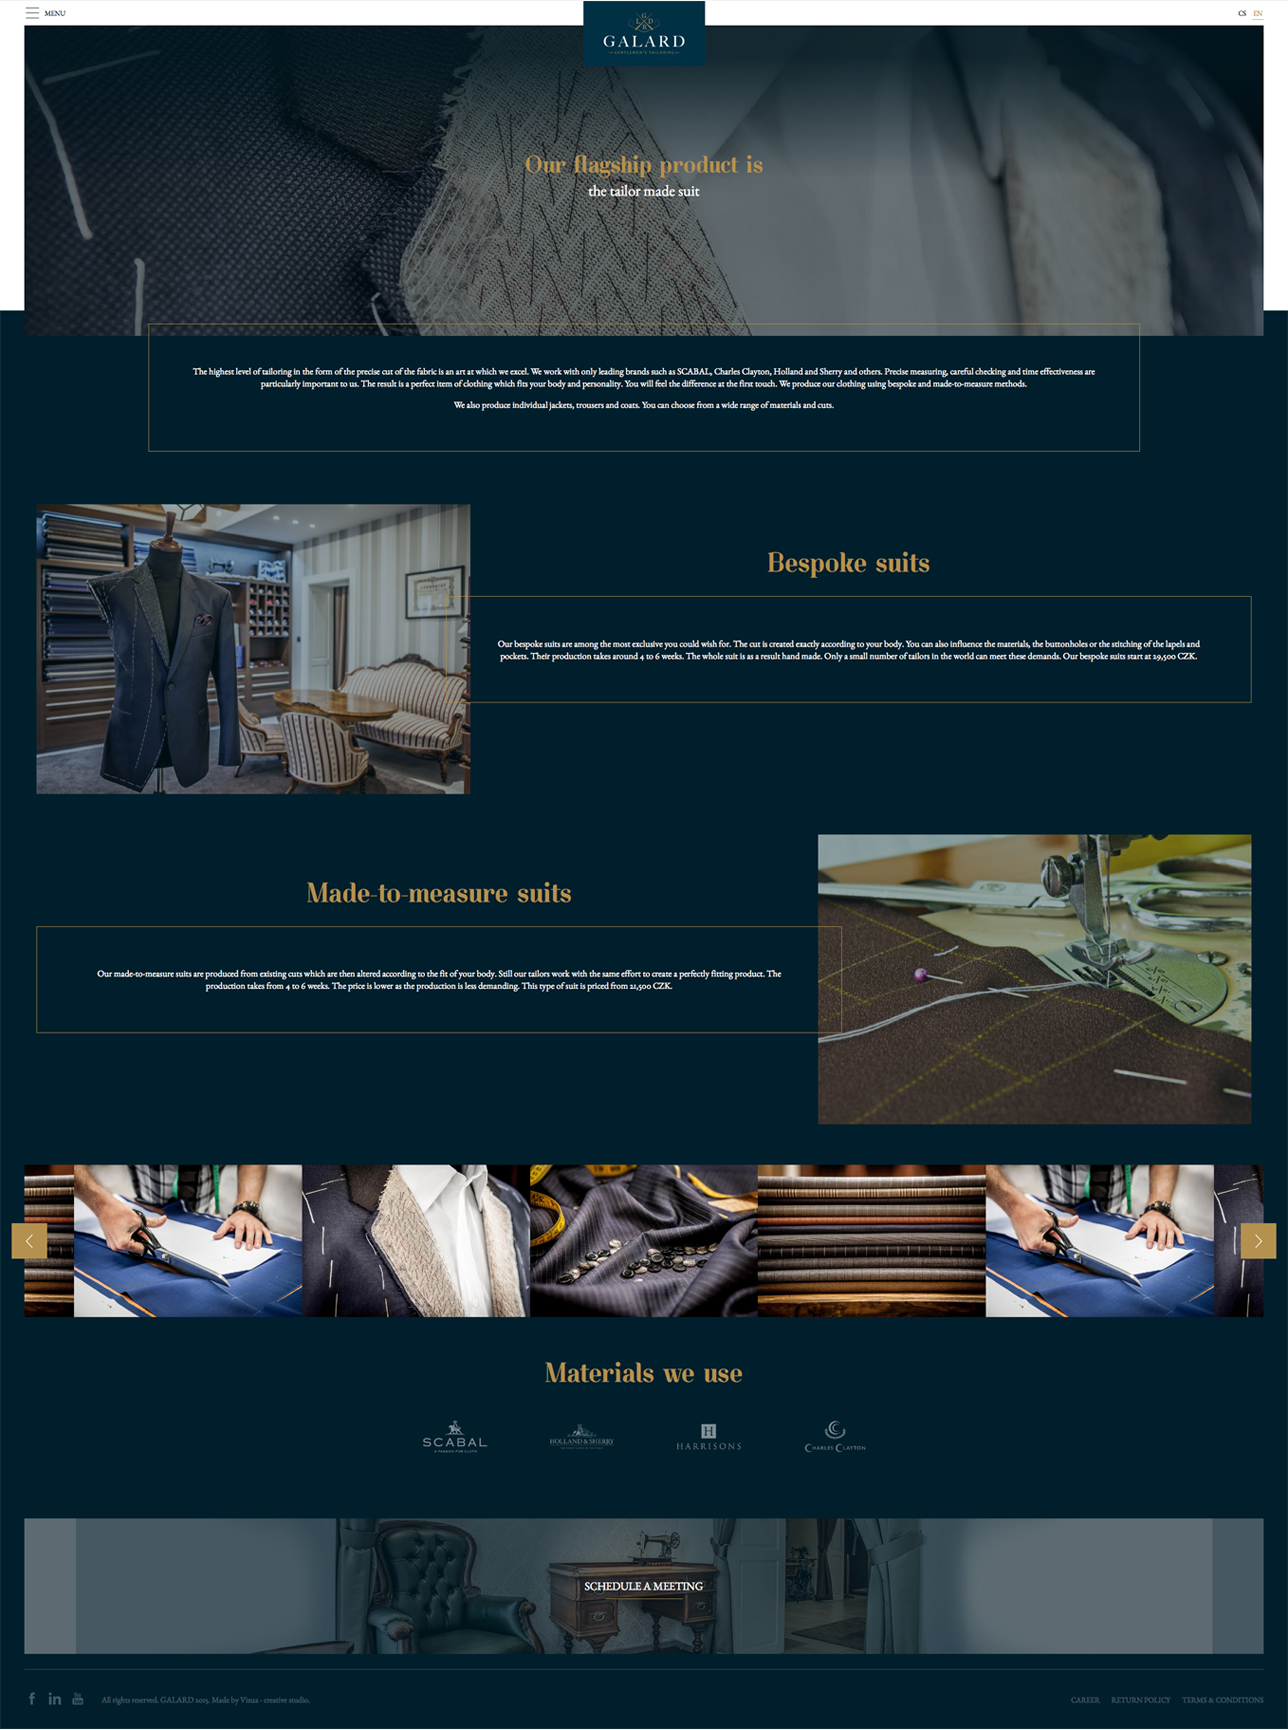 MENU
CS EN
G
L D
R
GALARD
GENTLEMEN'S TAILORING
Our flagship product is
the tailor made suit
The highest level of tailoring in the form of the precise cut of the fabric is an art at which we excel. We work with only leading brands such as SCABAL, Charles Clayton, Holland and Sherry and others. Precise measuring, careful checking and time effectiveness are
particularly important to us. The result is a perfect item of clothing which fits your body and personality. You will feel the difference at the first touch. We produce our clothing using bespoke and made-to-measure methods.
We also produce individual jackets, trousers and coats. You can choose from a wide range of materials and cuts.
Bespoke suits
Our bespoke suits are among the most exclusive you could wish for. The cut is created exactly according to your body. You can also influence the materials, the buttonholes or the stitching of the lapels and
pockets. Their production takes around 4 to 6 weeks. The whole suit is as a result hand made. Only a small number of tailors in the world can meet these demands. Our bespoke suits start at 29,500 CZK.
Made-to-measure suits
Our made-to-measure suits are produced from existing cuts which are then altered according to the fit of your body. Still our tailors work with the same effort to create a perfectly fitting product. The
production takes from 4 to 6 weeks. The price is lower as the production is less demanding. This type of suit is priced from 21,500 CZK.
Materials we use
SCABAL
A PASSION FOR CLOTH
HOLLAND & SHERRY
H
HARRISONS
CHARLES CLAYTON
SCHEDULE A MEETING
All rights reserved. GALARD 2015. Made by Vinua - creative studio.
CAREER RETURN POLICY TERMS & CONDITIONS